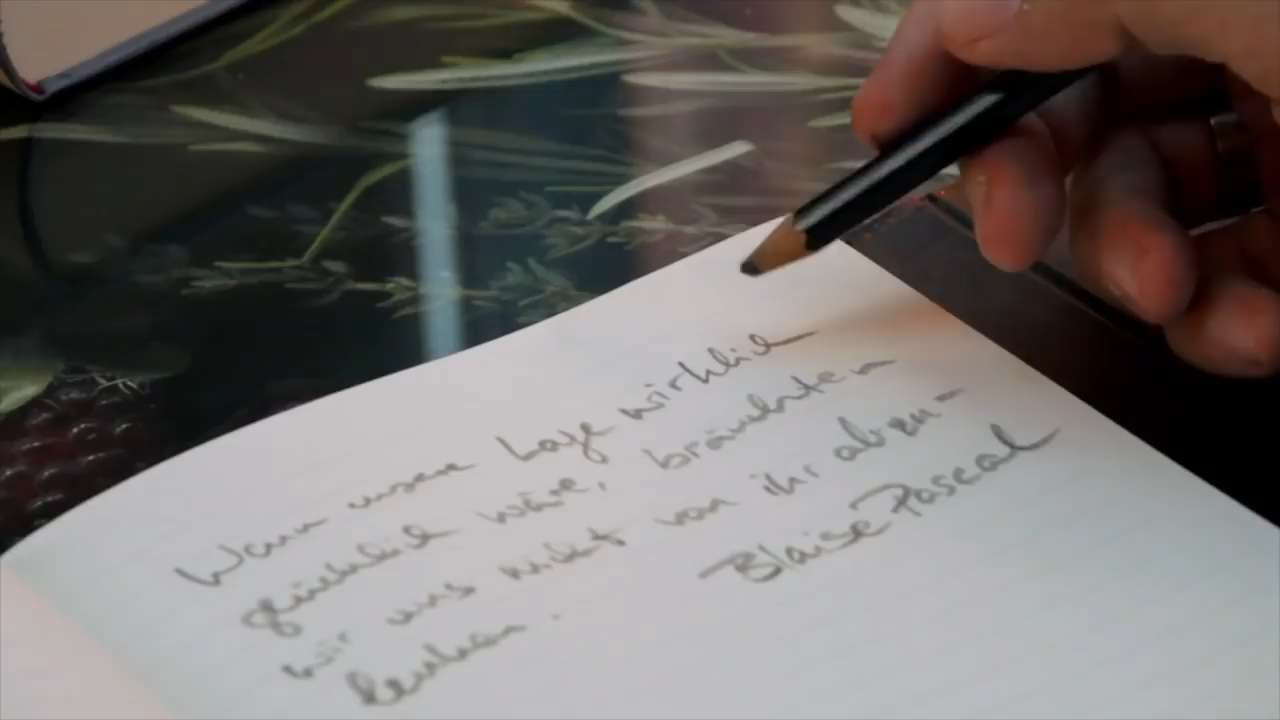 Wenn unsere Lage wirklich
glücklich wäre, bräuchten
wir uns nicht von ihr abzu-
lenken.
Blaise Pascal